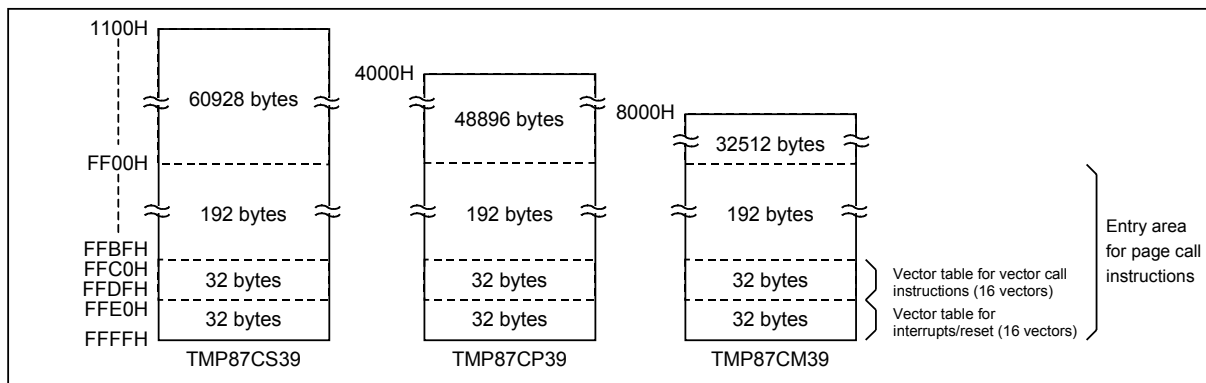 1100H
60928 bytes
4000H
48896 bytes
8000H
32512 bytes
FF00H
192 bytes
192 bytes
192 bytes
Entry area
for page call
instructions
FFBFH
FFC0H
FFDFH
32 bytes
32 bytes
32 bytes
Vector table for vector call
instructions (16 vectors)
FFE0H
FFFFH
32 bytes
32 bytes
32 bytes
Vector table for
interrupts/reset (16 vectors)
TMP87CS39
TMP87CP39
TMP87CM39